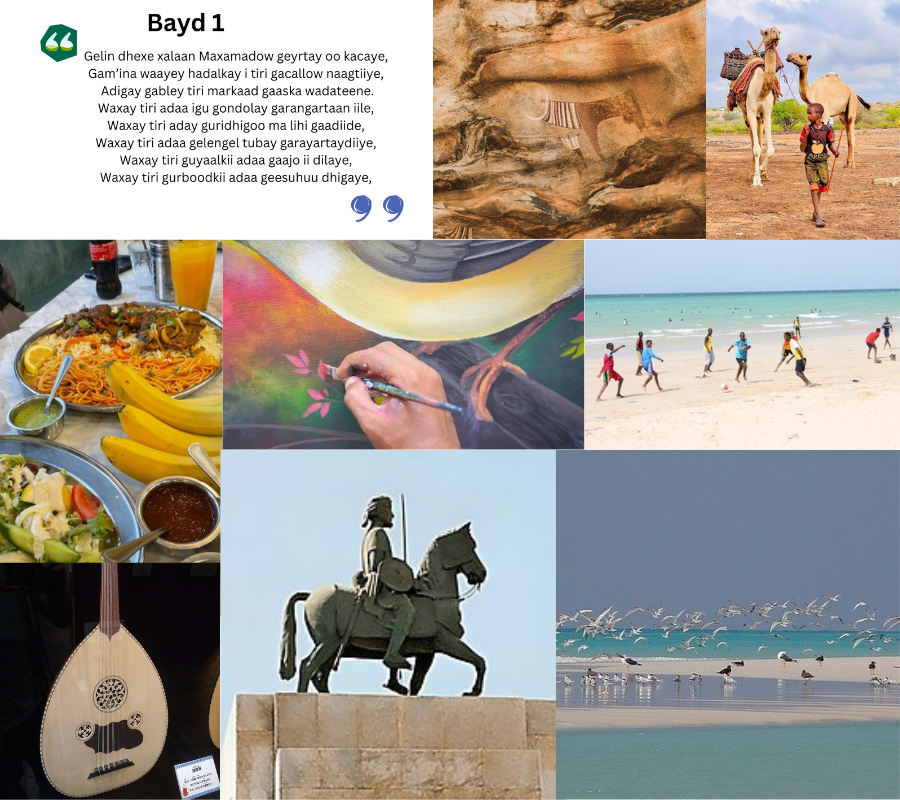 Bayd 1
Gelin dhexe xalaan Maxamadow geyrtay oo kacaye,
Gam’ina waayey hadalkay i tiri gacallow naagtiiye,
Adigay gabley tiri markaad gaaska wadateene.
Waxay tiri adaa igu gondolay garangartaan iile,
Waxay tiri aday guridhigoo ma lihi gaadiide,
Waxay tiri adaa gelengel tubay garayartaydiiye,
Waxay tiri guyaalkii adaa gaajo ii dilaye,
Waxay tiri gurboodkii adaa geesuhuu dhigaye,